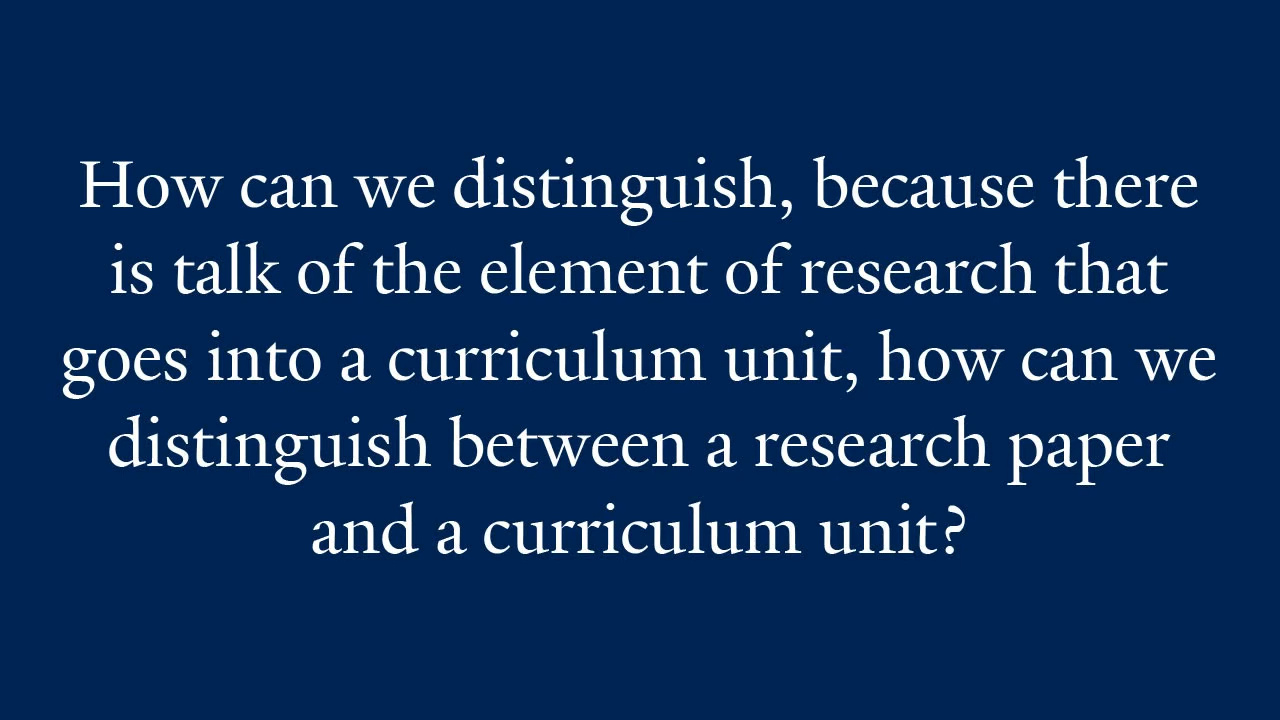 How can we distinguish, because there
is talk of the element of research that
goes into a curriculum unit, how can we
distinguish between a research paper
and a curriculum unit?